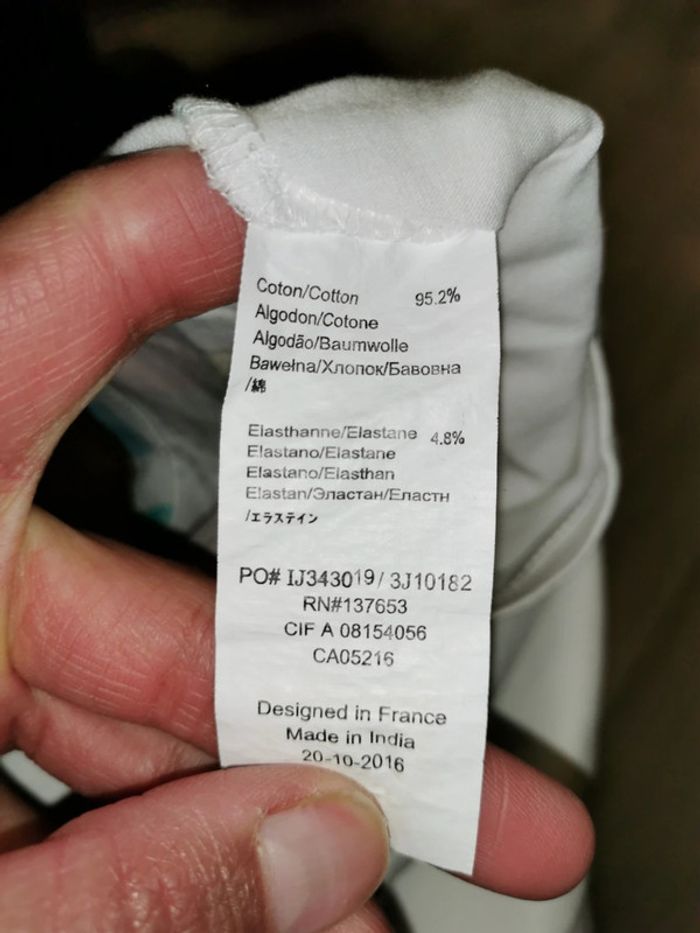 Coton/Cotton 95.2%
Algodon/Cotone
Algodão/Baumwolle
Bawełna/Хлопок/Бавовна
/綿
Elasthanne/Elastane 4.8%
Elastano/Elastane
Elastano/Elasthan
Elastan/Эластан/Еластн
/エラステイン
PO# IJ343019/ 3J10182
RN#137653
CIF A 08154056
CA05216
Designed in France
Made in India
20-10-2016